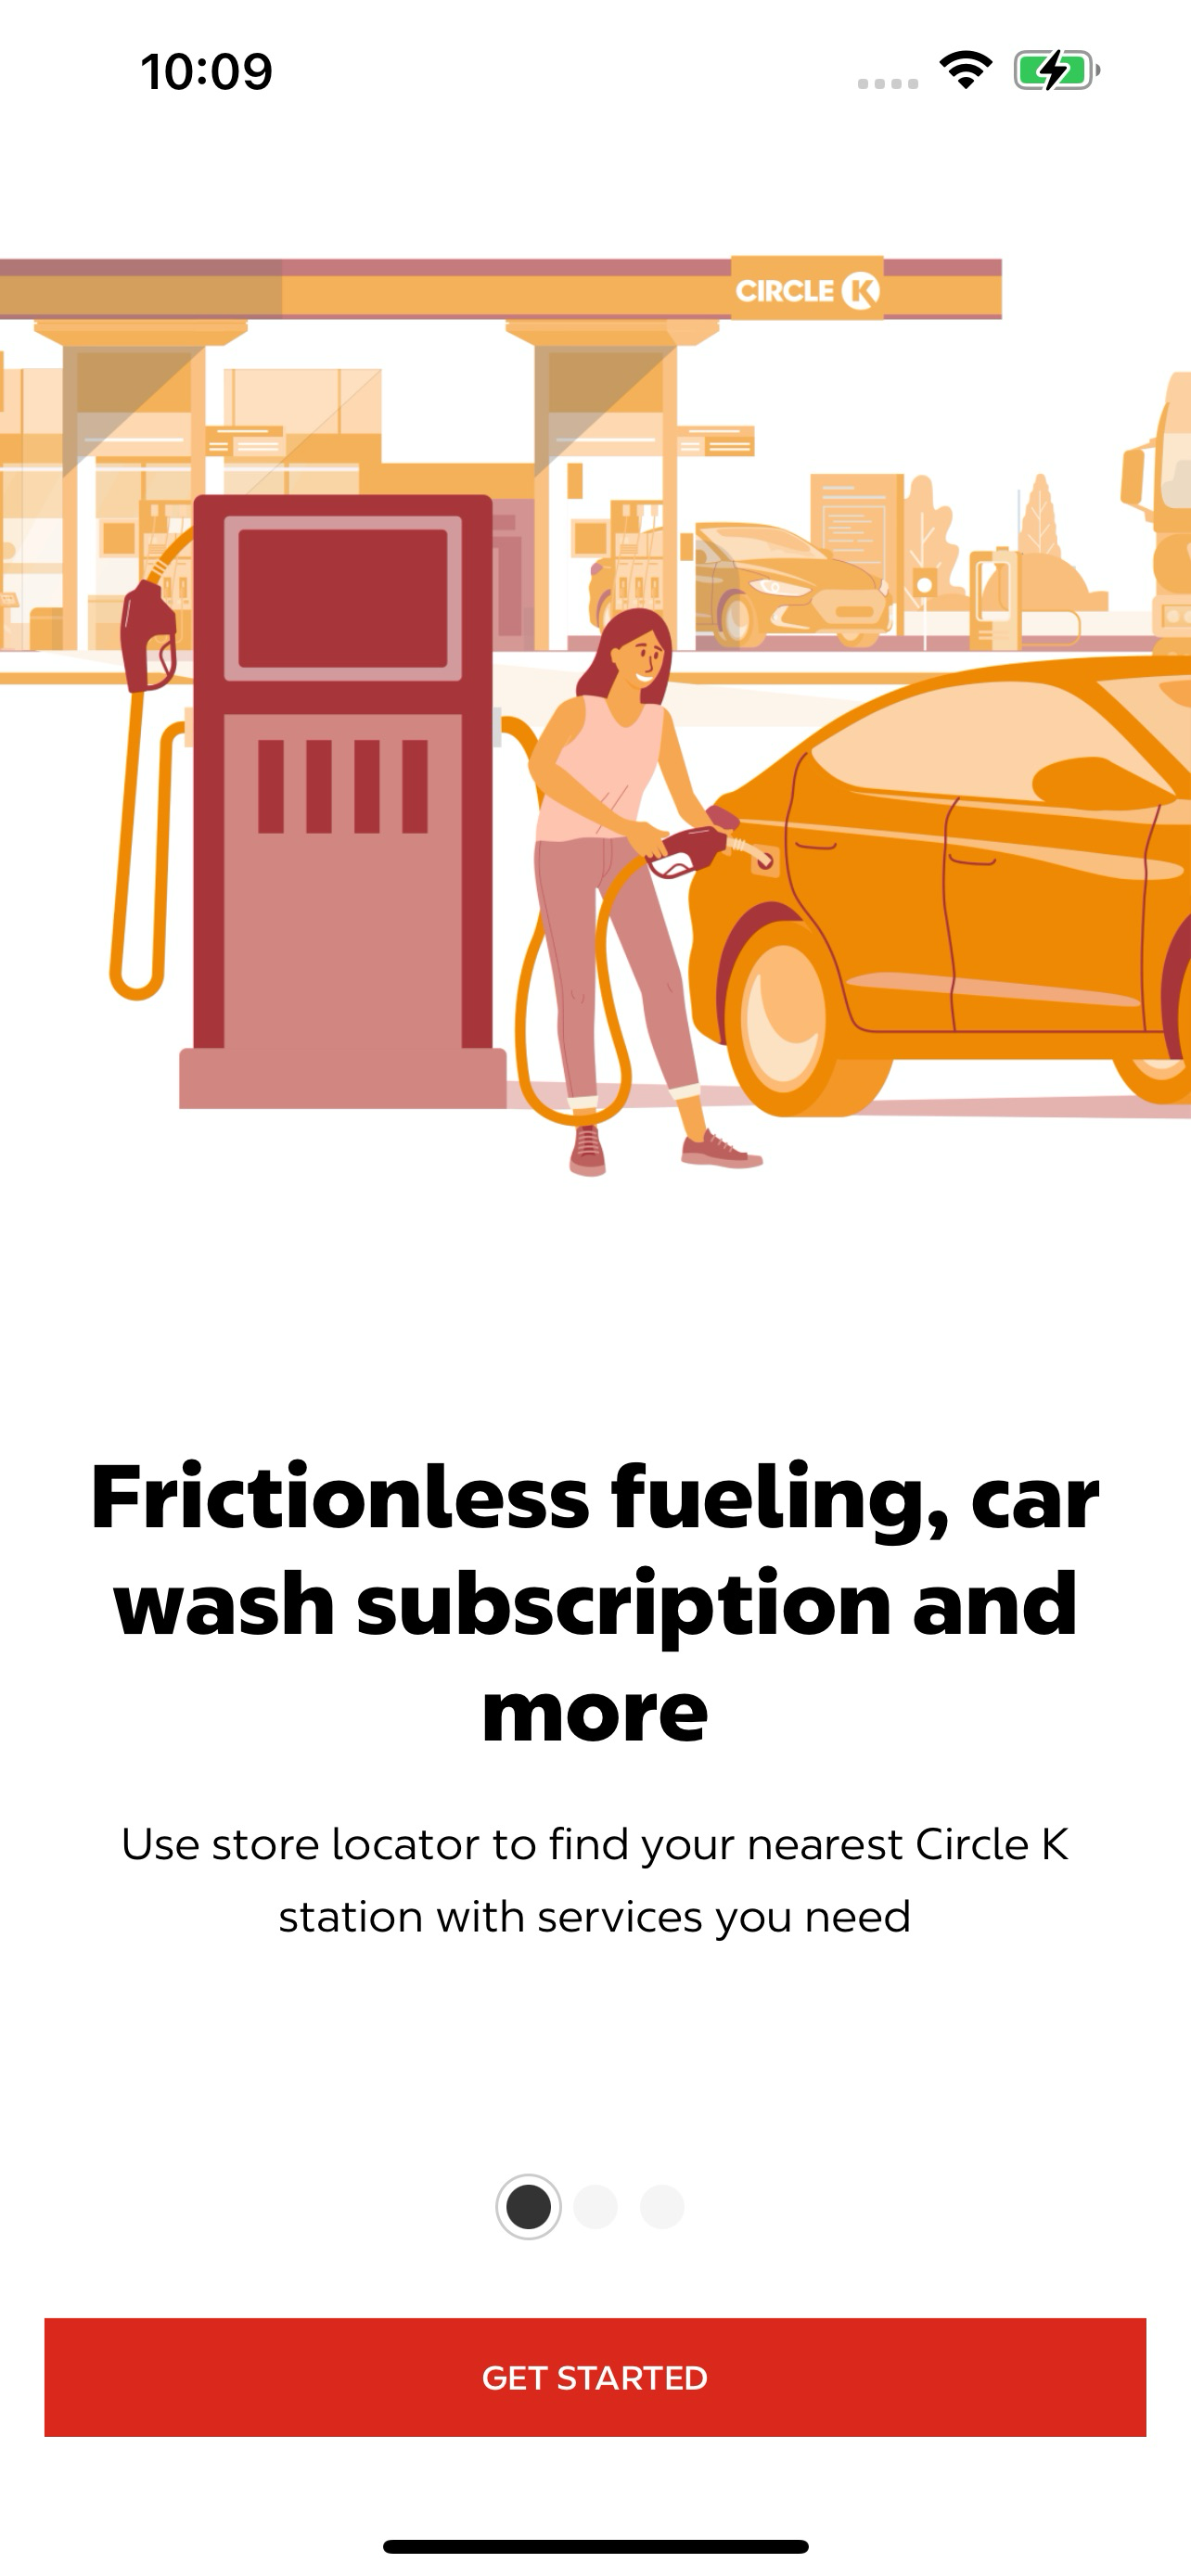 10:09
CIRCLE K
Frictionless fueling, car
wash subscription and
more
Use store locator to find your nearest Circle K
station with services you need
GET STARTED